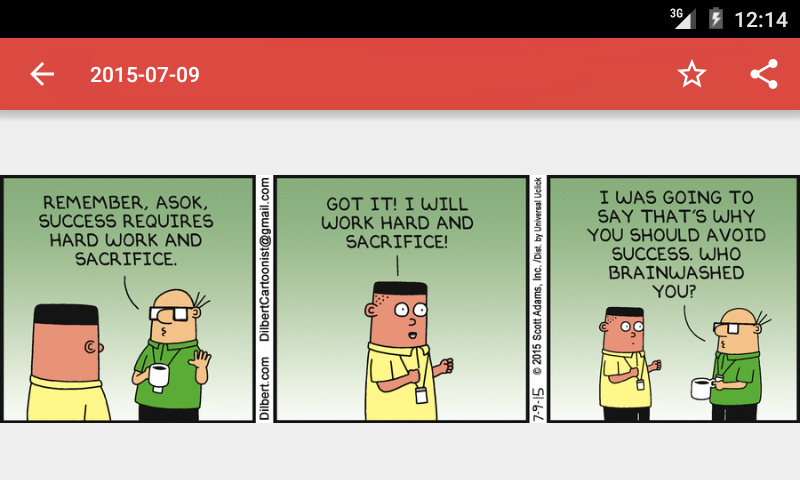 3G
12:14
2015-07-09
REMEMBER, ASOK,
SUCCESS REQUIRES
HARD WORK AND
SACRIFICE.
Dilbert.com DilbertCartoonist@gmail.com
GOT IT! I WILL
WORK HARD AND
SACRIFICE!
7-9-15 © 2015 Scott Adams, Inc. /Dist. by Universal Uclick
I WAS GOING TO
SAY THAT'S WHY
YOU SHOULD AVOID
SUCCESS. WHO
BRAINWASHED
YOU?